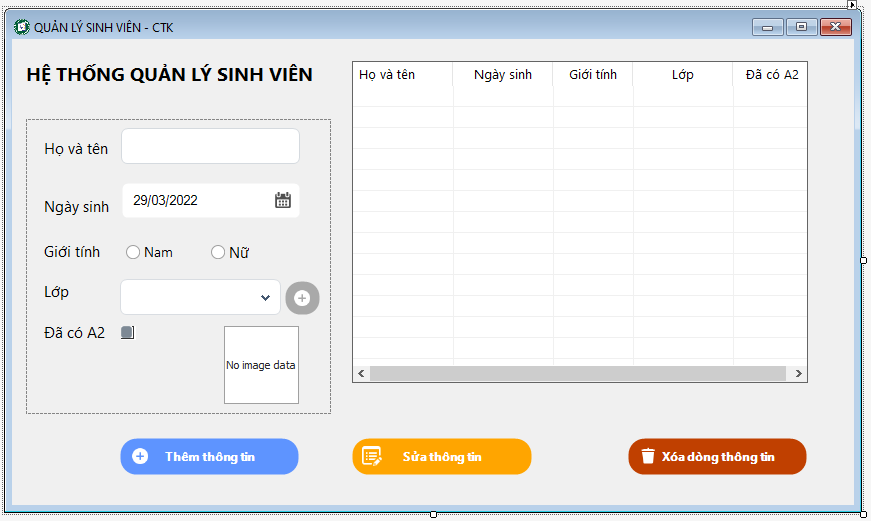 QUẢN LÝ SINH VIÊN - CTK
HỆ THỐNG QUẢN LÝ SINH VIÊN
Họ và tên
Ngày sinh
29/03/2022
Giới tính
Nam
Nữ
Lớp
Đã có A2
No image data
Họ và tên Ngày sinh Giới tính Lớp Đã có A2
Thêm thông tin
Sửa thông tin
Xóa dòng thông tin